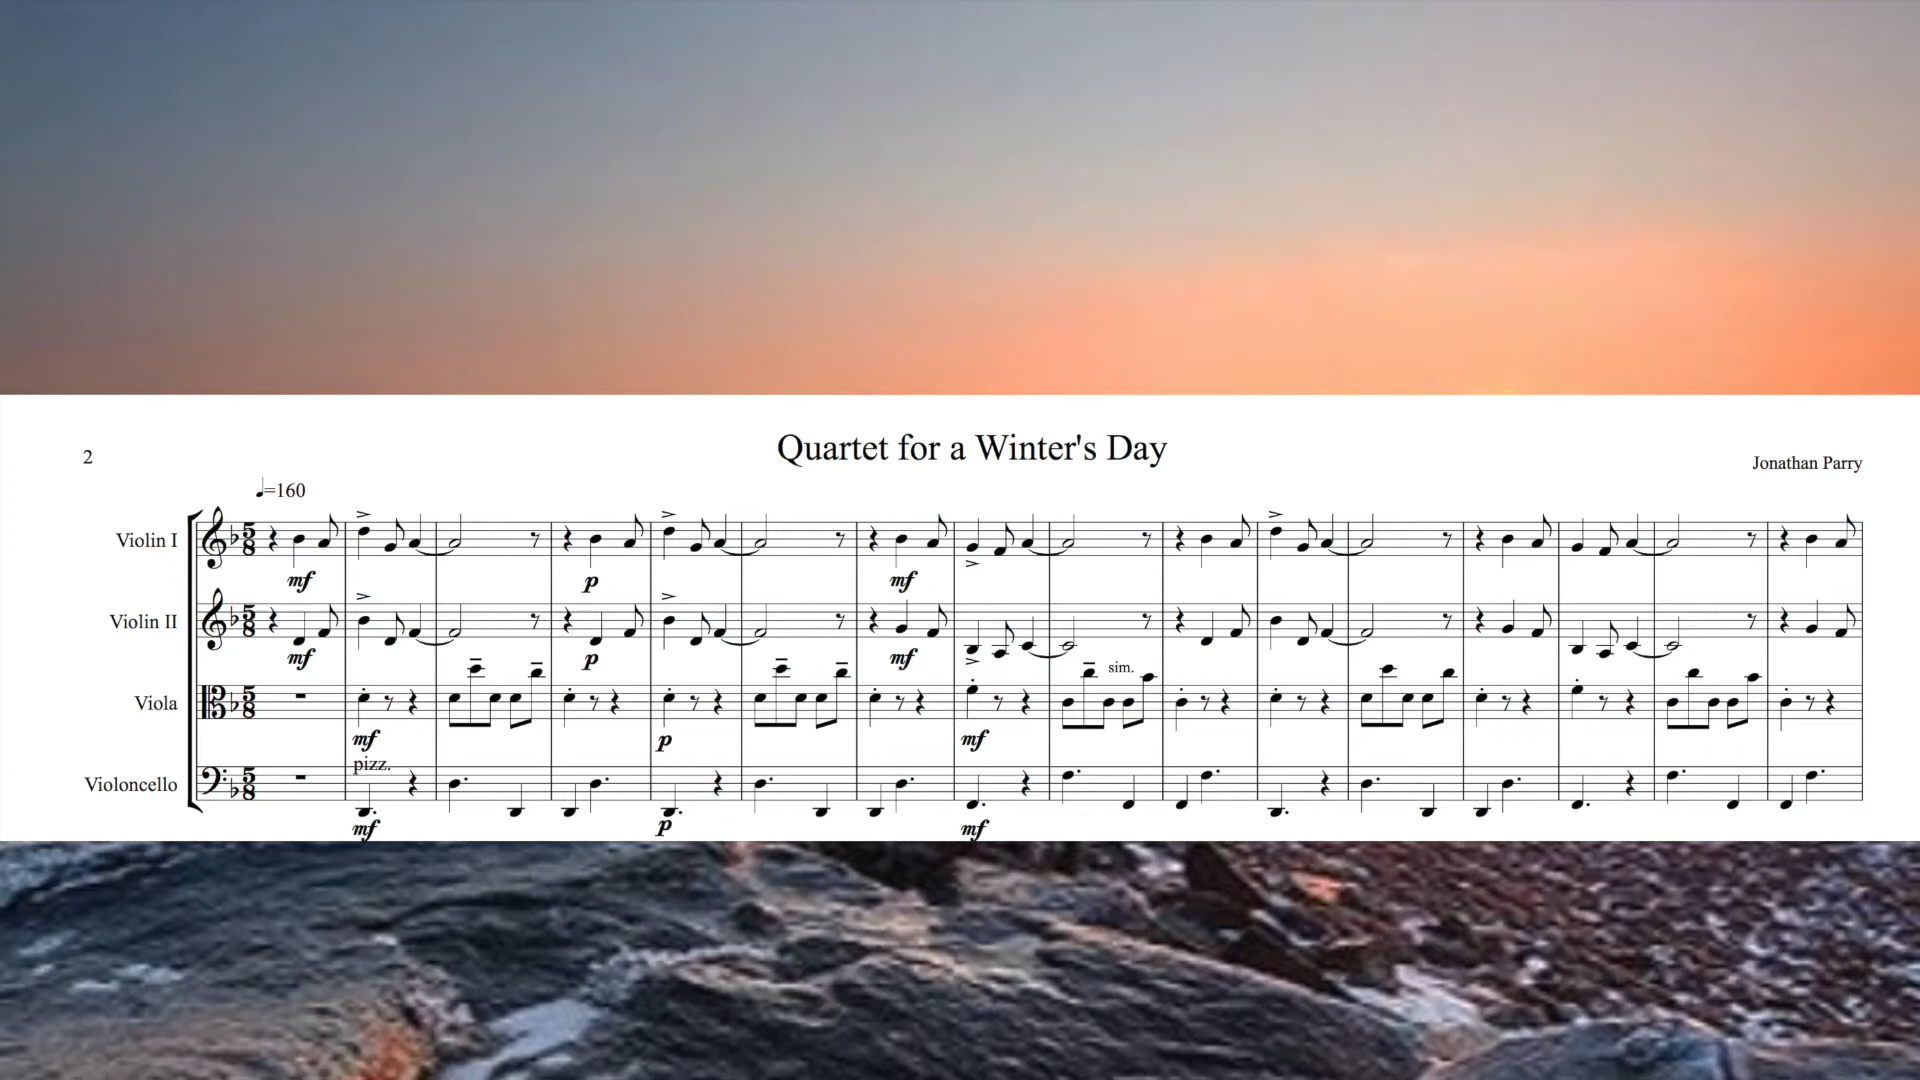 Quartet for a Winter's Day
2
Jonathan Parry
=160
Violin I
mf
p
mf
Violin II
mf
p
mf
sim.
Viola
mf
p
mf
pizz.
Violoncello
mf
p
mf